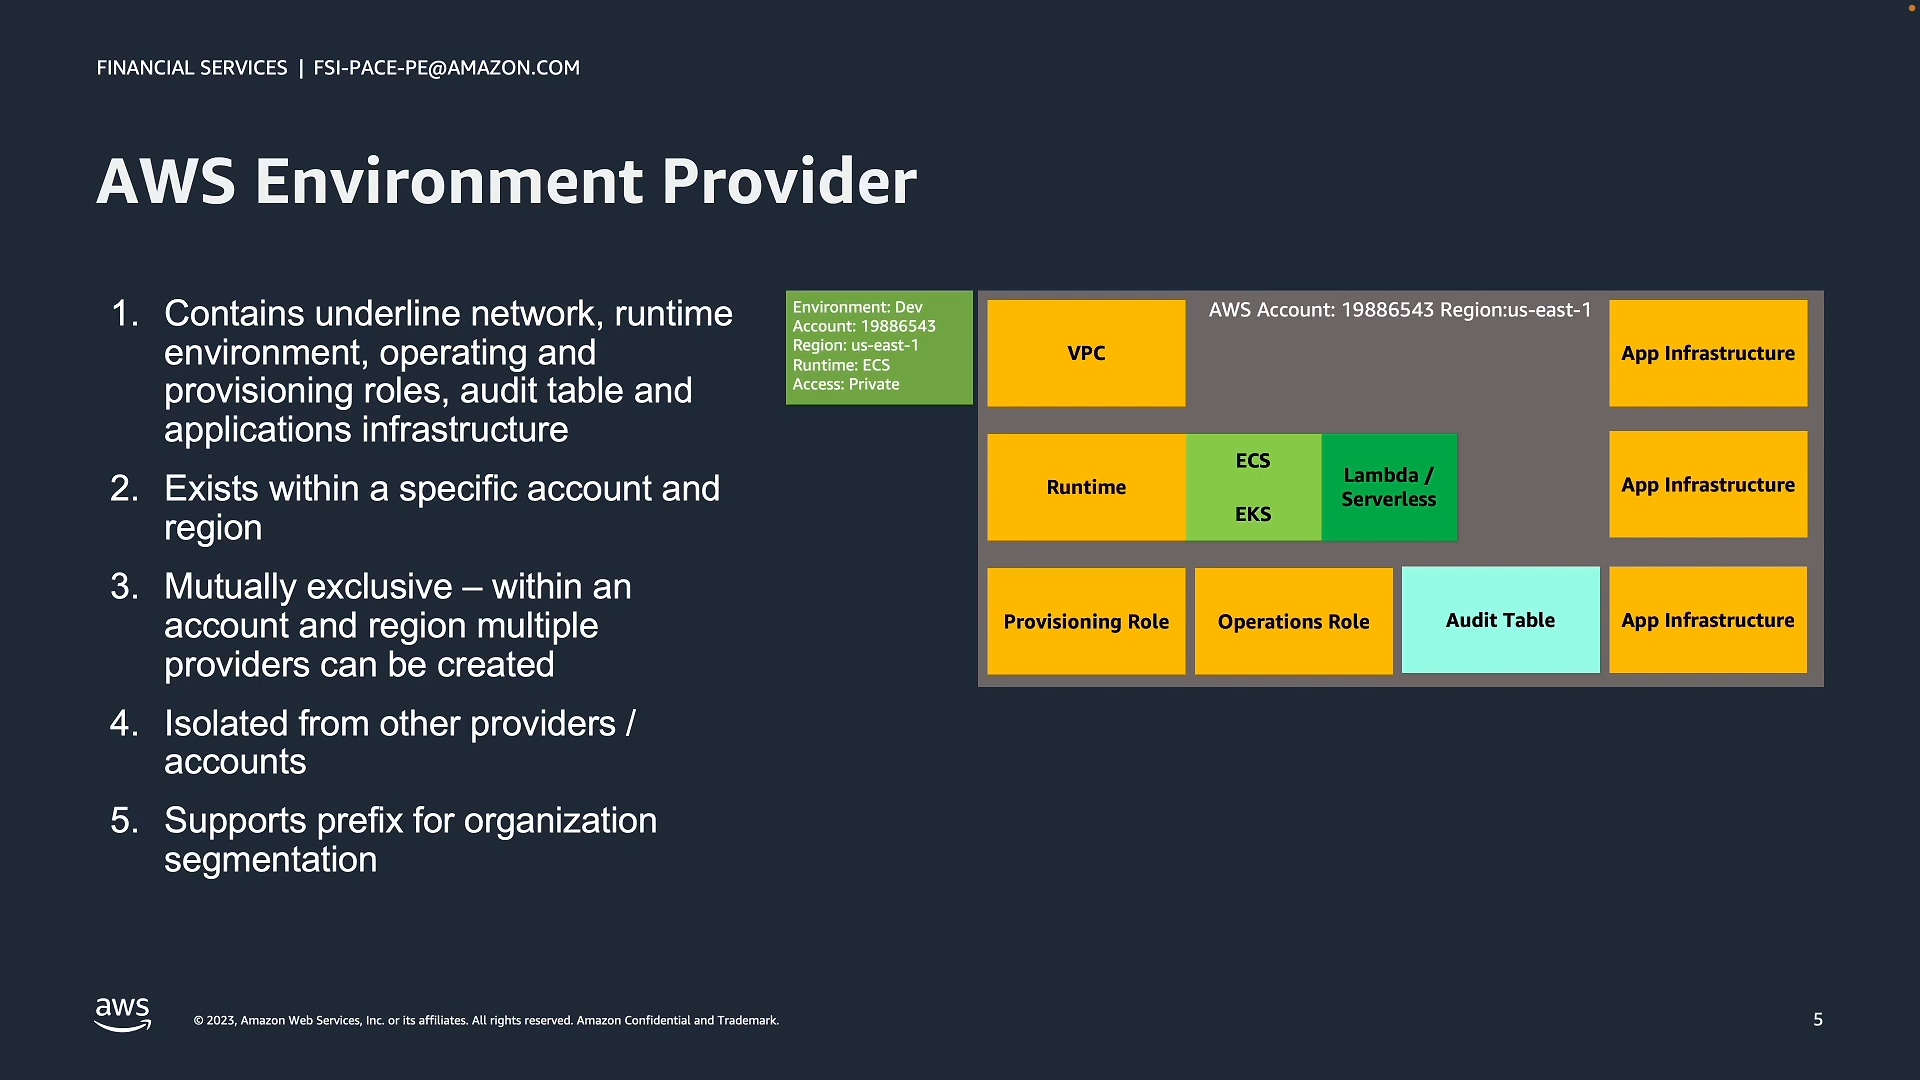 FINANCIAL SERVICES | FSI-PACE-PE@AMAZON.COM
AWS Environment Provider
1. Contains underline network, runtime
environment, operating and
provisioning roles, audit table and
applications infrastructure
2. Exists within a specific account and
region
3. Mutually exclusive – within an
account and region multiple
providers can be created
4. Isolated from other providers /
accounts
5. Supports prefix for organization
segmentation
Environment: Dev
Account: 19886543
Region: us-east-1
Runtime: ECS
Access: Private
AWS Account: 19886543 Region:us-east-1
VPC
App Infrastructure
Runtime
ECS
EKS
Lambda /
Serverless
App Infrastructure
Provisioning Role
Operations Role
Audit Table
App Infrastructure
aws
© 2023, Amazon Web Services, Inc. or its affiliates. All rights reserved. Amazon Confidential and Trademark.
5